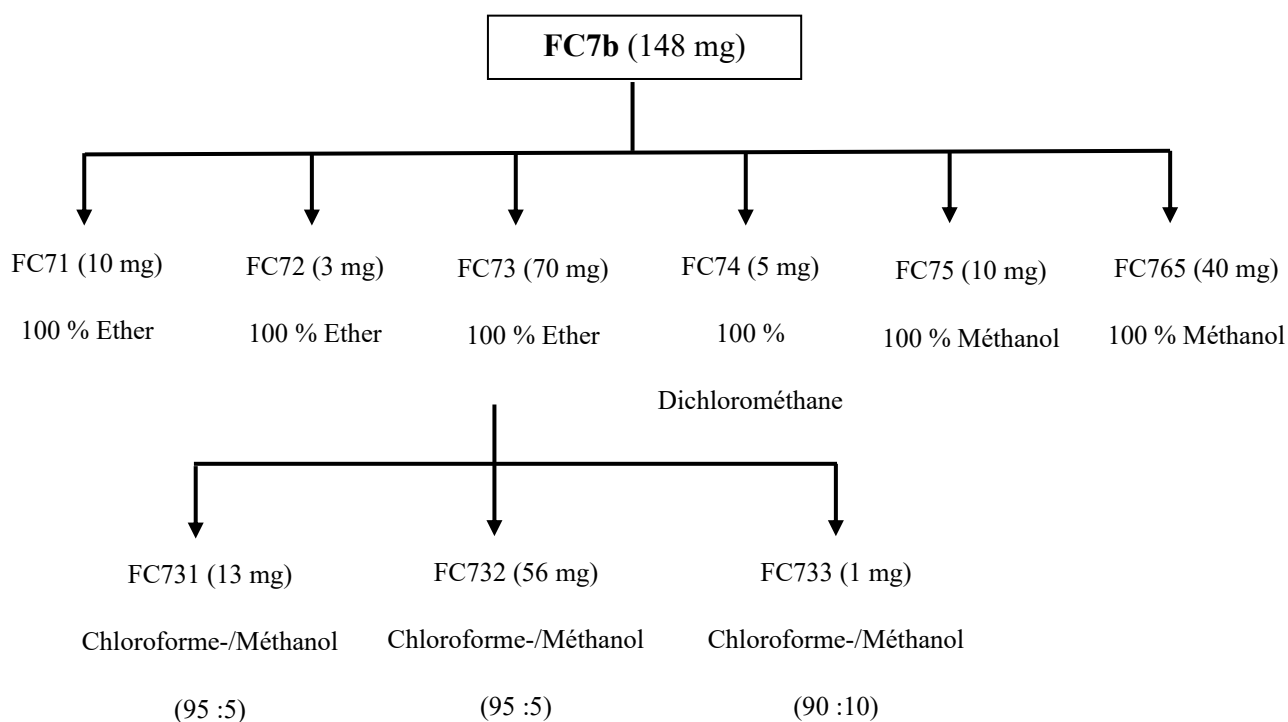 FC7b (148 mg)
FC71 (10 mg)
100 % Ether
FC72 (3 mg)
100 % Ether
FC73 (70 mg)
100 % Ether
FC74 (5 mg)
100 %
Dichlorométhane
FC75 (10 mg)
100 % Méthanol
FC765 (40 mg)
100 % Méthanol
FC731 (13 mg)
Chloroforme-/Méthanol
(95 :5)
FC732 (56 mg)
Chloroforme-/Méthanol
(95 :5)
FC733 (1 mg)
Chloroforme-/Méthanol
(90 :10)